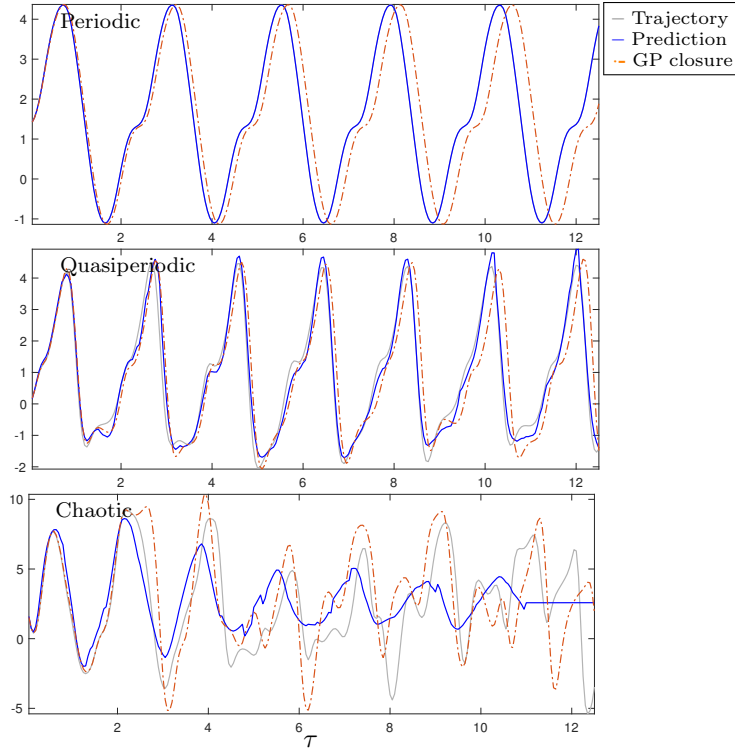 Periodic
Trajectory
Prediction
GP closure
4
3
2
1
0
-1
2 4 6 8 10 12
Quasiperiodic
4
3
2
1
0
-1
-2
2 4 6 8 10 12
Chaotic
10
5
0
-5
2 4 6 8 10 12
τ